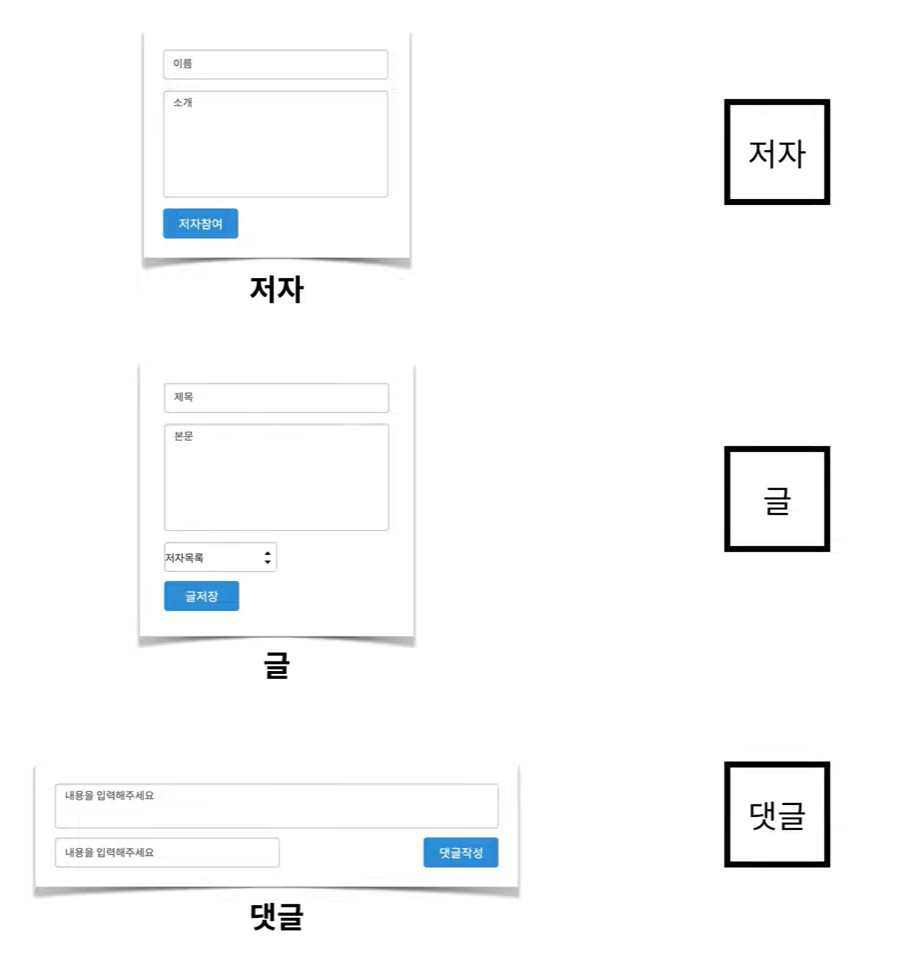 이름
소개
저자참여
저자
저자
제목
본문
저자목록
글저장
글
글
내용을 입력해주세요
내용을 입력해주세요
댓글작성
댓글
댓글